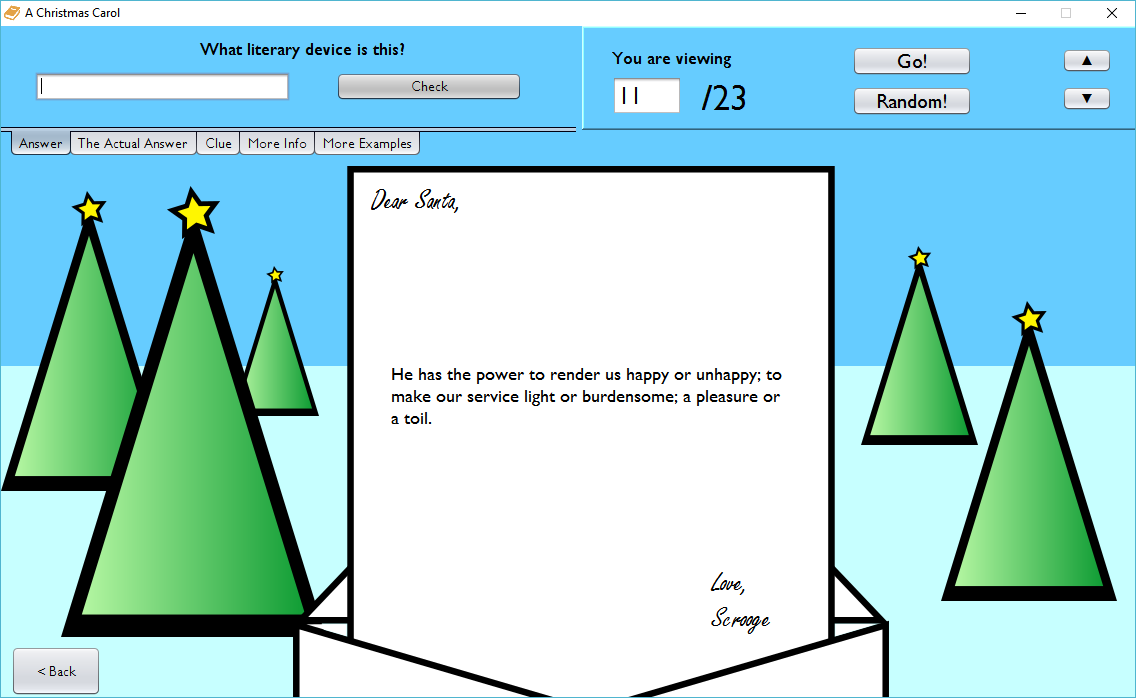 A Christmas Carol
What literary device is this?
Check
You are viewing
11 /23
Go!
Random!
▲
▼
Answer
The Actual Answer
Clue
More Info
More Examples
Dear Santa,
He has the power to render us happy or unhappy; to
make our service light or burdensome; a pleasure or
a toil.
Love,
Scrooge
< Back